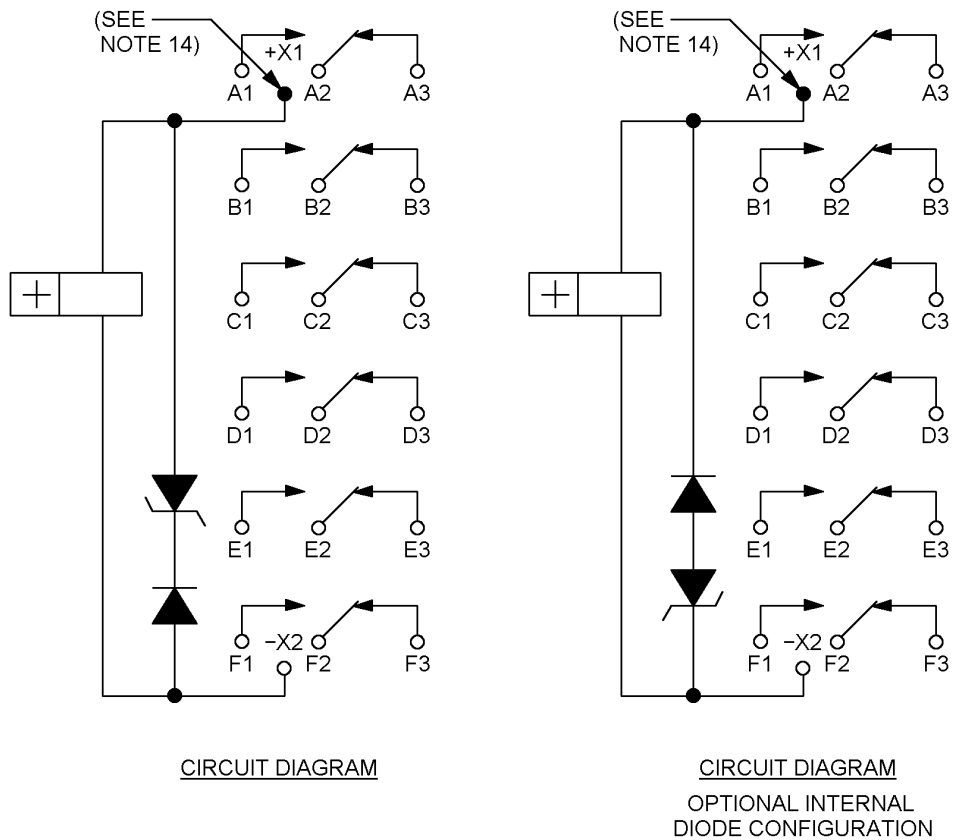 (SEE
NOTE 14)
+X1
A1 A2 A3
B1 B2 B3
C1 C2 C3
D1 D2 D3
E1 E2 E3
−X2
F1 F2 F3
CIRCUIT DIAGRAM
(SEE
NOTE 14)
+X1
A1 A2 A3
B1 B2 B3
C1 C2 C3
D1 D2 D3
E1 E2 E3
−X2
F1 F2 F3
CIRCUIT DIAGRAM
OPTIONAL INTERNAL
DIODE CONFIGURATION